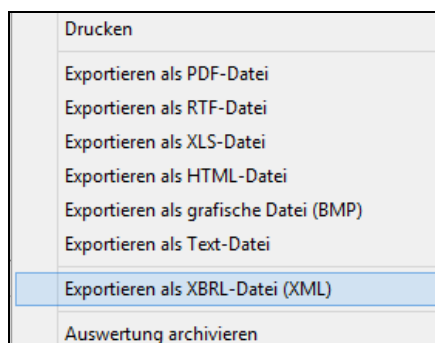 Drucken
Exportieren als PDF-Datei
Exportieren als RTF-Datei
Exportieren als XLS-Datei
Exportieren als HTML-Datei
Exportieren als grafische Datei (BMP)
Exportieren als Text-Datei
Exportieren als XBRL-Datei (XML)
Auswertung archivieren